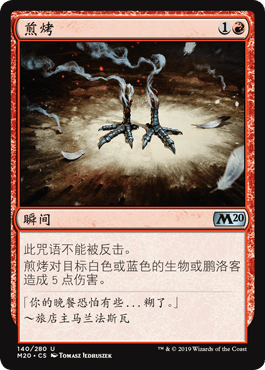 煎烤 1
瞬间 M20
此咒语不能被反击。
煎烤对目标白色或蓝色的生物或鹏洛客
造成5点伤害。
「你的晚餐恐怕有些...糊了。」
～旅店主马兰法斯瓦
140/280 U
M20 • CS Tomasz Jedruszek
™ & © 2019 Wizards of the Coast